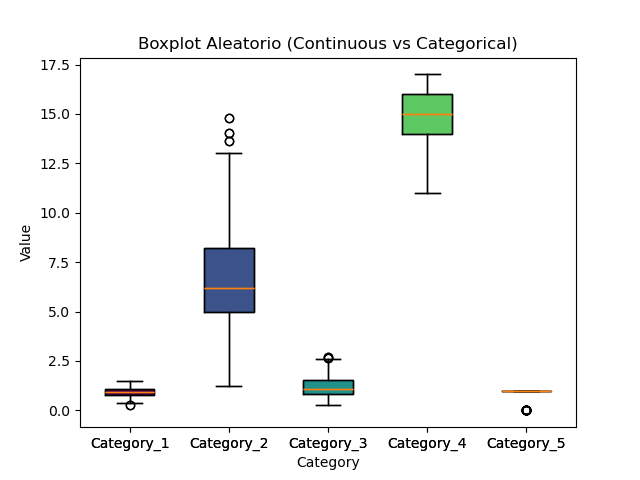 Boxplot Aleatorio (Continuous vs Categorical)
17.5
15.0
12.5
10.0
7.5
5.0
2.5
0.0
Value
Category_1 Category_2 Category_3 Category_4 Category_5
Category